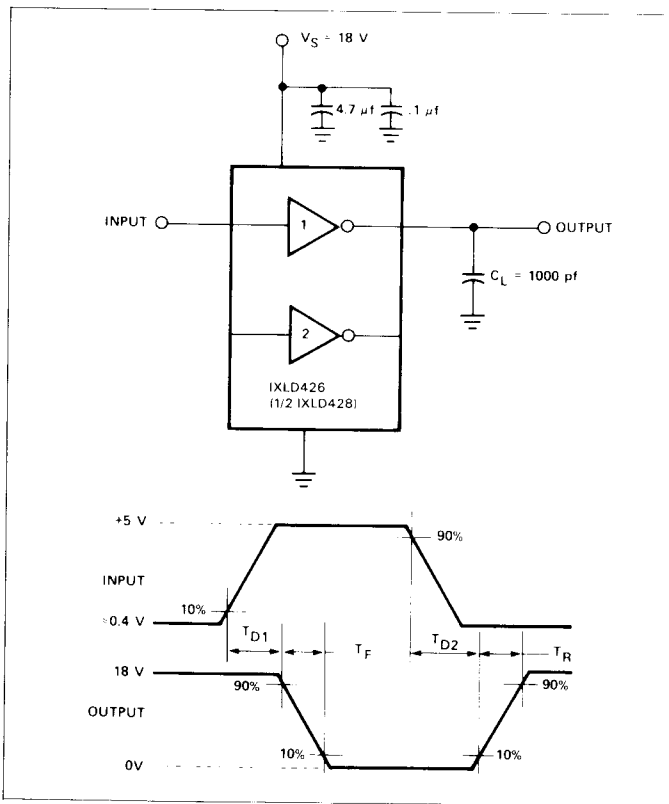 V_S = 18 V
4.7 µf .1 µf
INPUT 1 OUTPUT
C_L = 1000 pf
2
IXLD426
(1/2 IXLD428)
+5 V
90%
INPUT
10%
≈0.4 V
T_D1 T_F T_D2 T_R
18 V
90% 90%
OUTPUT
10% 10%
0V